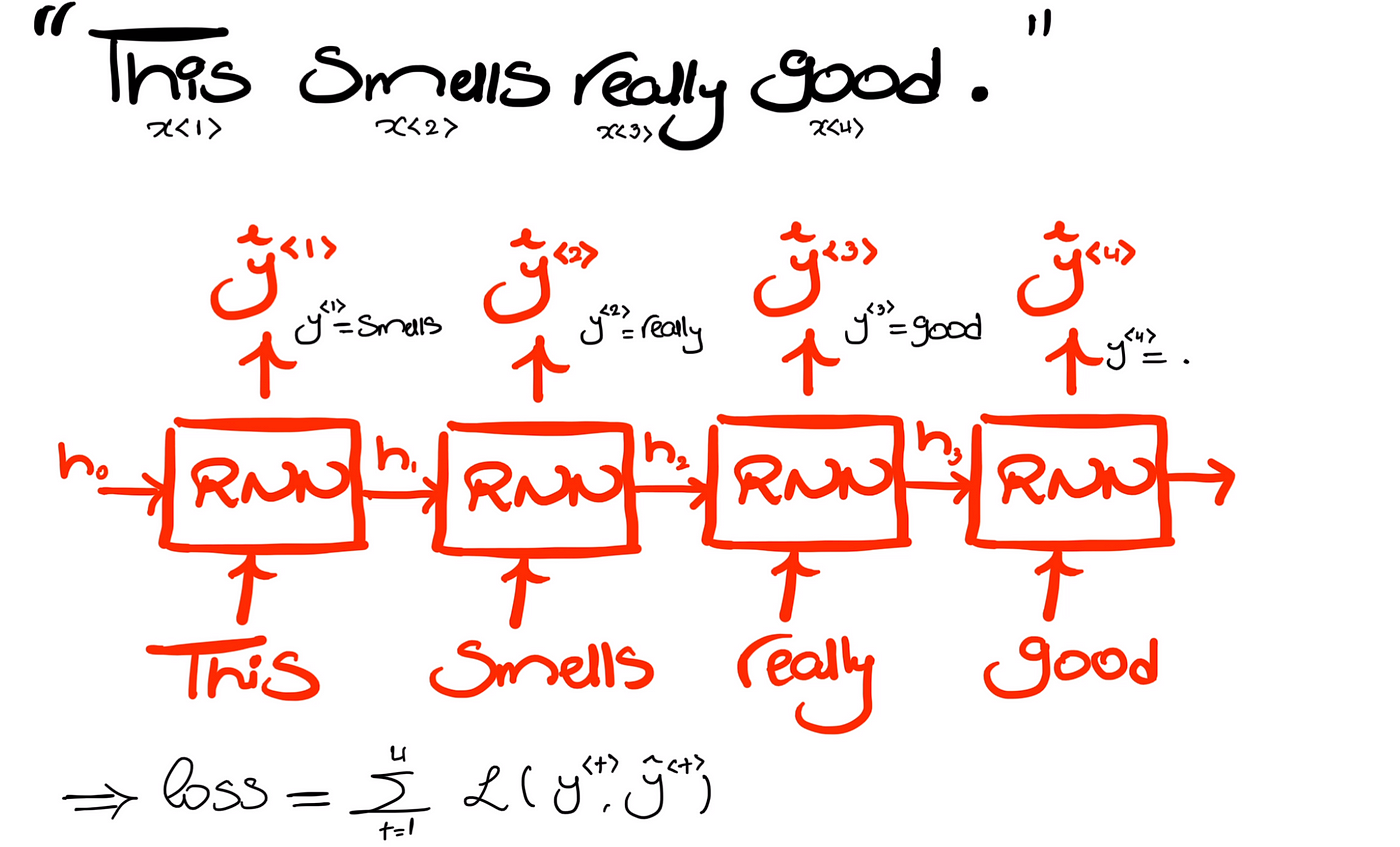 "This smells really good."
x<1> x<2> x<3> x<4>
ŷ<1> ŷ<2> ŷ<3> ŷ<4>
y<1>=smells y<2>=really y<3>=good y<4>= .
h₀ RNN h₁ RNN h₂ RNN h₃ RNN
This smells really good
⇒ loss = Σ_{t=1}^{4} ℒ(y<t>, ŷ<t>)